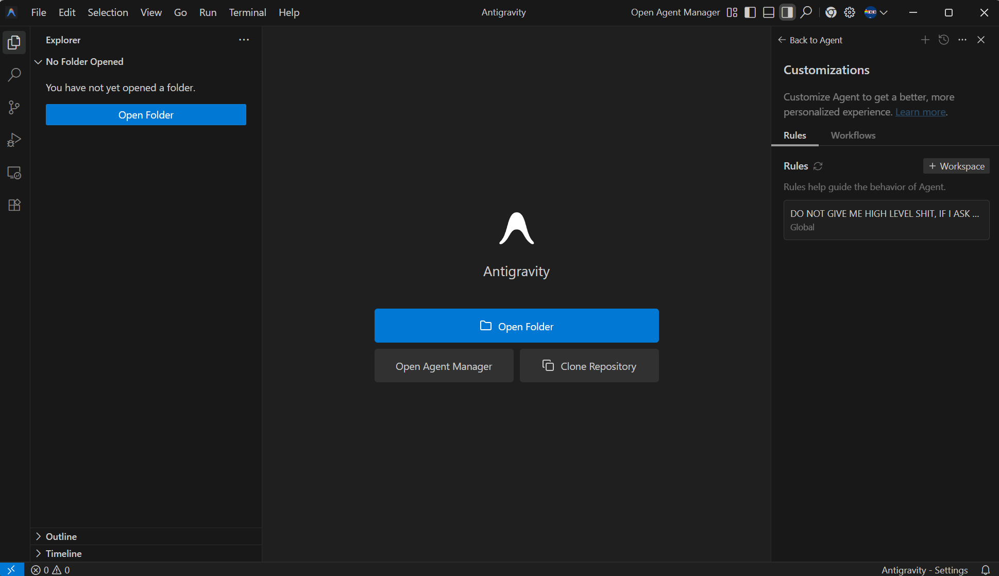 File Edit Selection View Go Run Terminal Help
Antigravity
Open Agent Manager
Explorer
No Folder Opened
You have not yet opened a folder.
Open Folder
Outline
Timeline
Antigravity
Open Folder
Open Agent Manager
Clone Repository
Back to Agent
Customizations
Customize Agent to get a better, more
personalized experience. Learn more.
Rules Workflows
Rules
+ Workspace
Rules help guide the behavior of Agent.
DO NOT GIVE ME HIGH LEVEL SHIT, IF I ASK ...
Global
0 0
Antigravity - Settings